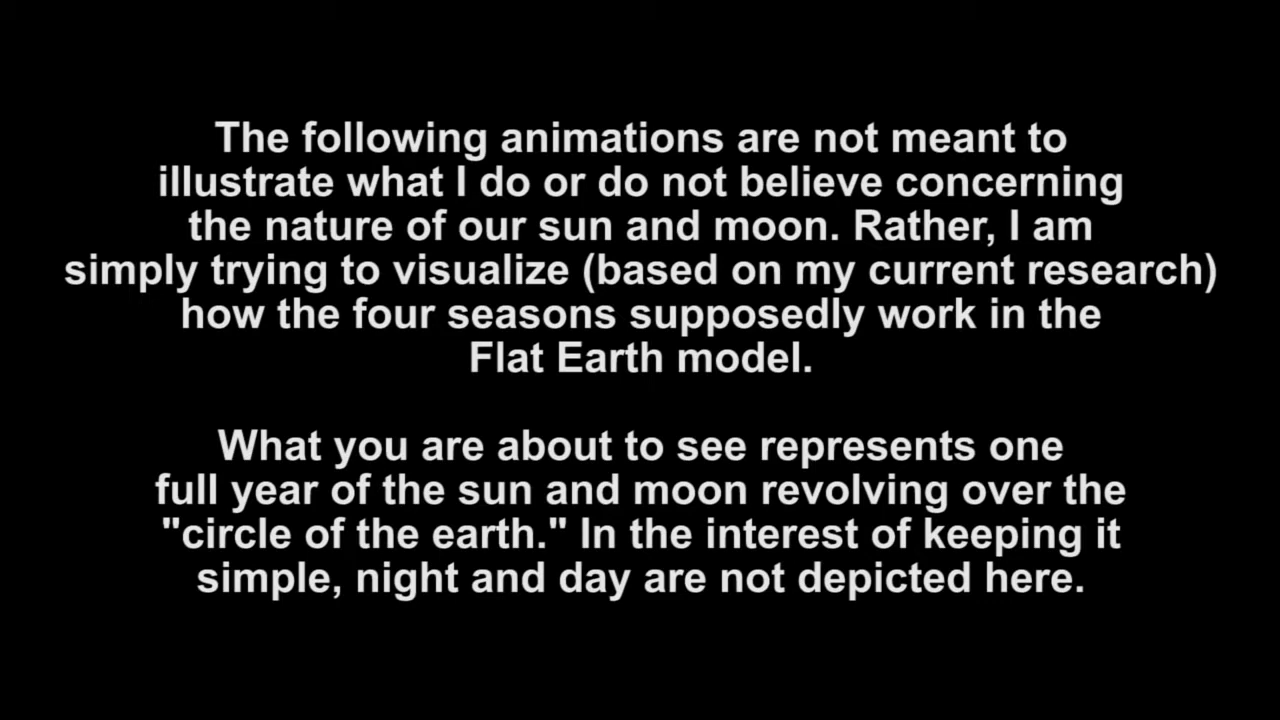 The following animations are not meant to
illustrate what I do or do not believe concerning
the nature of our sun and moon. Rather, I am
simply trying to visualize (based on my current research)
how the four seasons supposedly work in the
Flat Earth model.
What you are about to see represents one
full year of the sun and moon revolving over the
"circle of the earth." In the interest of keeping it
simple, night and day are not depicted here.